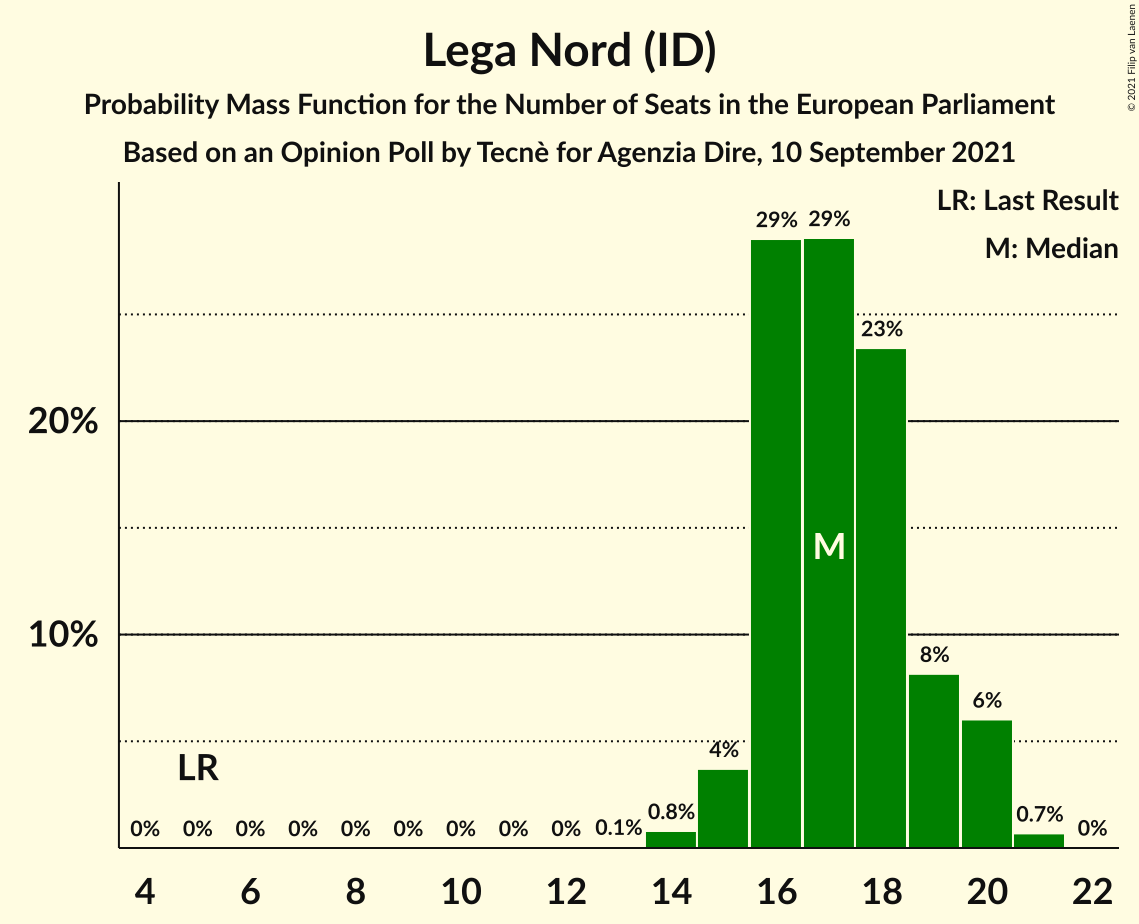 Lega Nord (ID)
Probability Mass Function for the Number of Seats in the European Parliament
Based on an Opinion Poll by Tecnè for Agenzia Dire, 10 September 2021
© 2021 Filip van Laenen
LR: Last Result
M: Median
29% 29%
23%
20%
M
10%
8%
6%
4%
LR
0% 0% 0% 0% 0% 0% 0% 0% 0% 0.1% 0.8% 0.7% 0%
4 6 8 10 12 14 16 18 20 22